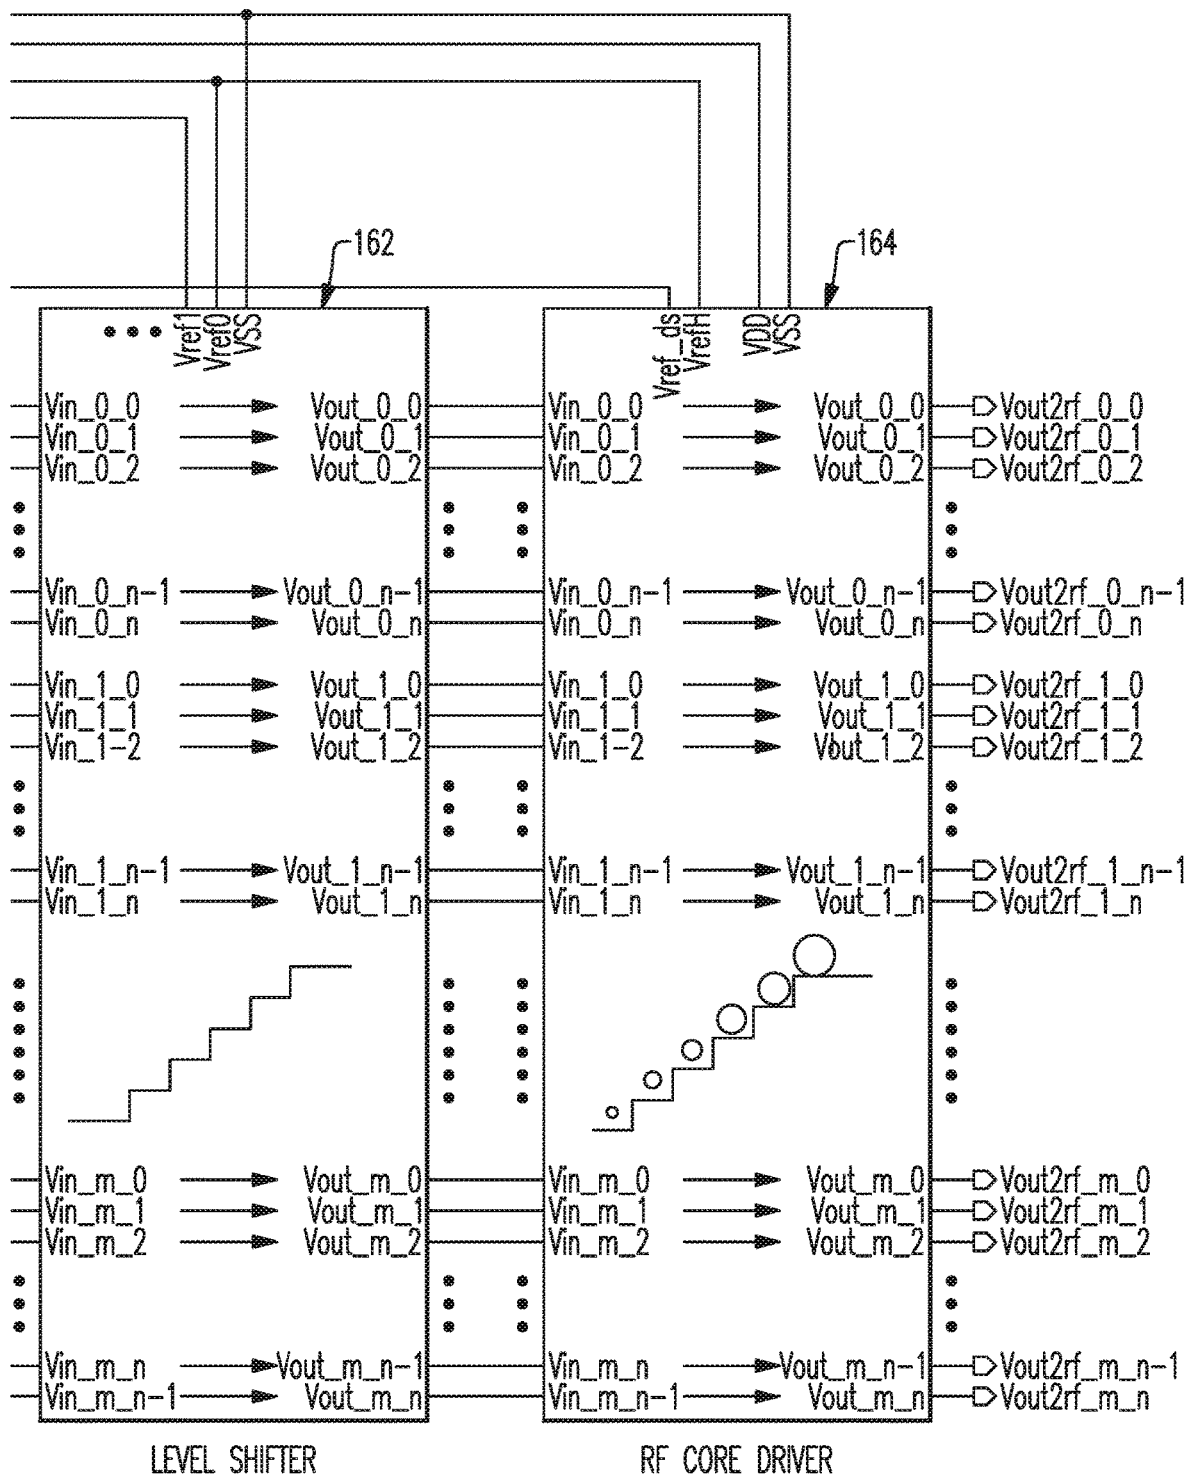 162 164
Vref1 Vref0 VSS Vref_ds VrefH VDD VSS
Vin_0_0 Vout_0_0 Vin_0_0 Vout_0_0 Vout2rf_0_0
Vin_0_1 Vout_0_1 Vin_0_1 Vout_0_1 Vout2rf_0_1
Vin_0_2 Vout_0_2 Vin_0_2 Vout_0_2 Vout2rf_0_2
Vin_0_n-1 Vout_0_n-1 Vin_0_n-1 Vout_0_n-1 Vout2rf_0_n-1
Vin_0_n Vout_0_n Vin_0_n Vout_0_n Vout2rf_0_n
Vin_1_0 Vout_1_0 Vin_1_0 Vout_1_0 Vout2rf_1_0
Vin_1_1 Vout_1_1 Vin_1_1 Vout_1_1 Vout2rf_1_1
Vin_1-2 Vout_1_2 Vin_1-2 Vout_1_2 Vout2rf_1_2
Vin_1_n-1 Vout_1_n-1 Vin_1_n-1 Vout_1_n-1 Vout2rf_1_n-1
Vin_1_n Vout_1_n Vin_1_n Vout_1_n Vout2rf_1_n
Vin_m_0 Vout_m_0 Vin_m_0 Vout_m_0 Vout2rf_m_0
Vin_m_1 Vout_m_1 Vin_m_1 Vout_m_1 Vout2rf_m_1
Vin_m_2 Vout_m_2 Vin_m_2 Vout_m_2 Vout2rf_m_2
Vin_m_n Vout_m_n-1 Vin_m_n Vout_m_n-1 Vout2rf_m_n-1
Vin_m_n-1 Vout_m_n Vin_m_n-1 Vout_m_n Vout2rf_m_n
LEVEL SHIFTER RF CORE DRIVER